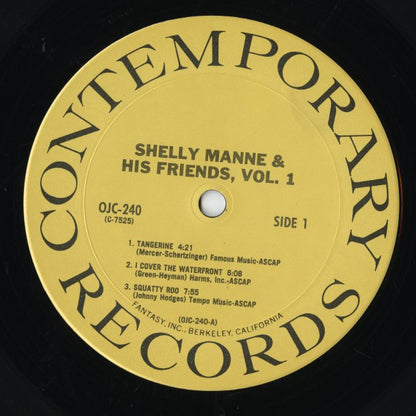 CONTEMPORARY RECORDS
SHELLY MANNE &
HIS FRIENDS, VOL. 1
OJC-240
(C-7525)
SIDE 1
1. TANGERINE 4:21
(Mercer-Schertzinger) Famous Music-ASCAP
2. I COVER THE WATERFRONT 6:08
(Green-Heyman) Harms, Inc.-ASCAP
3. SQUATTY ROO 7:55
(Johnny Hodges) Tempo Music-ASCAP
(OJC-240-A)
FANTASY, INC., BERKELEY, CALIFORNIA